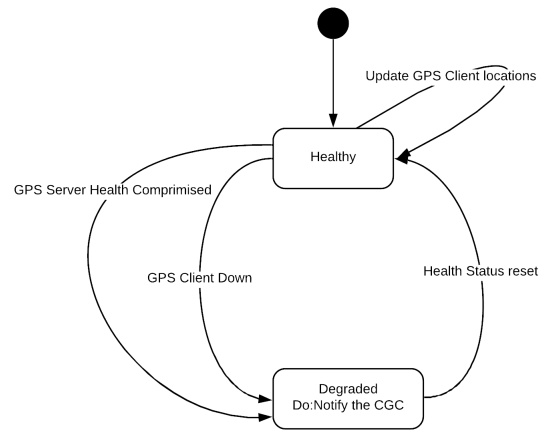 Update GPS Client locations
Healthy
GPS Server Health Comprimised
Health Status reset
GPS Client Down
Degraded
Do:Notify the CGC